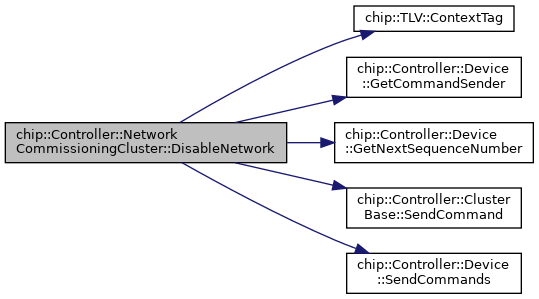 chip::TLV::ContextTag
chip::Controller::Device
::GetCommandSender
chip::Controller::Network
CommissioningCluster::DisableNetwork
chip::Controller::Device
::GetNextSequenceNumber
chip::Controller::Cluster
Base::SendCommand
chip::Controller::Device
::SendCommands